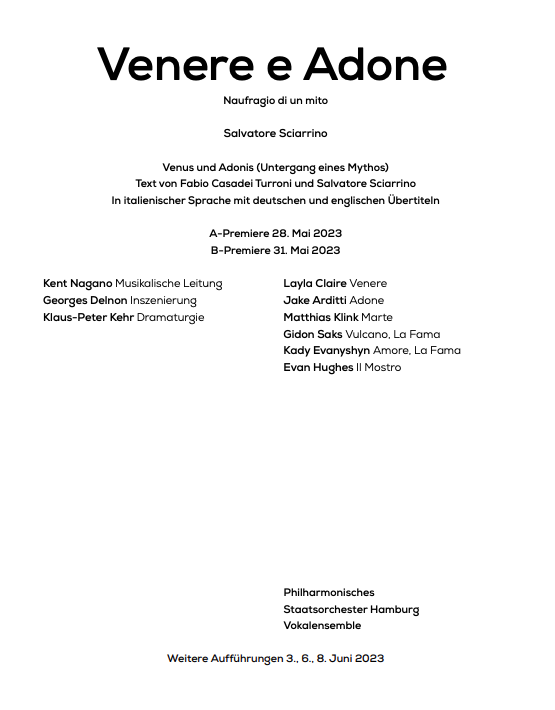 Venere e Adone
Naufragio di un mito
Salvatore Sciarrino
Venus und Adonis (Untergang eines Mythos)
Text von Fabio Casadei Turroni und Salvatore Sciarrino
In italienischer Sprache mit deutschen und englischen Übertiteln
A-Premiere 28. Mai 2023
B-Premiere 31. Mai 2023
Kent Nagano Musikalische Leitung
Georges Delnon Inszenierung
Klaus-Peter Kehr Dramaturgie
Layla Claire Venere
Jake Arditti Adone
Matthias Klink Marte
Gidon Saks Vulcano, La Fama
Kady Evanyshyn Amore, La Fama
Evan Hughes Il Mostro
Philharmonisches
Staatsorchester Hamburg
Vokalensemble
Weitere Aufführungen 3., 6., 8. Juni 2023